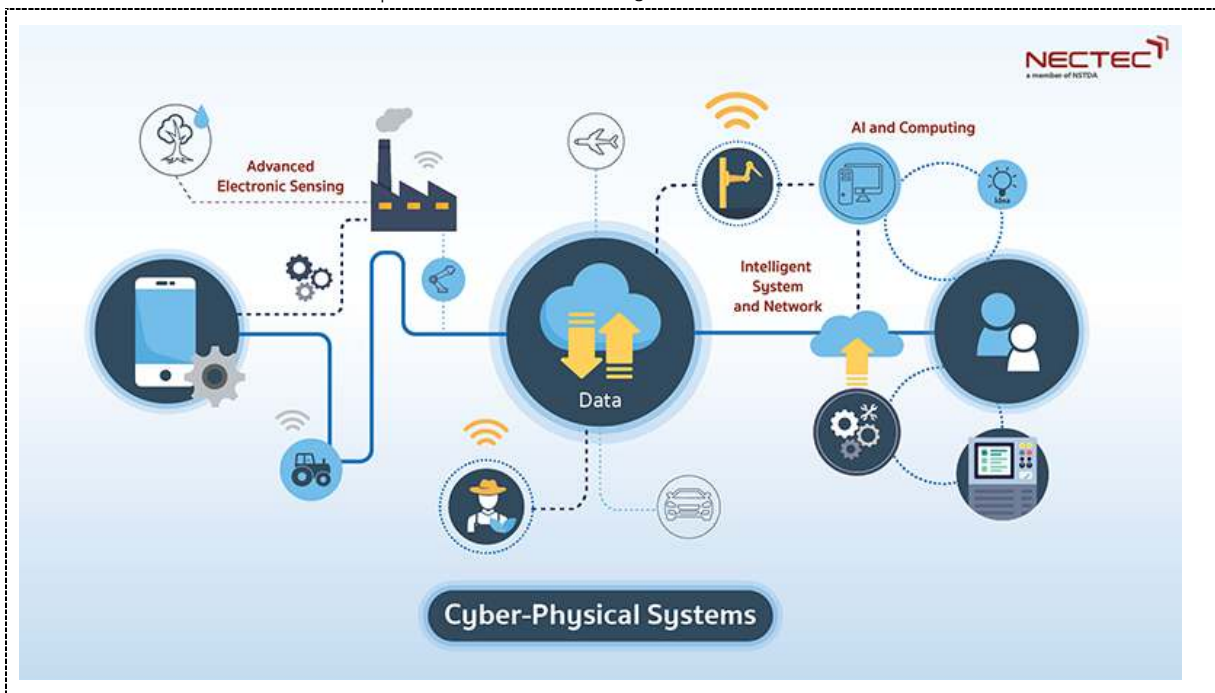 NECTEC
a member of NSTDA
AI and Computing
Advanced
Electronic Sensing
Idea
Intelligent
System
and Network
Data
Cyber-Physical Systems